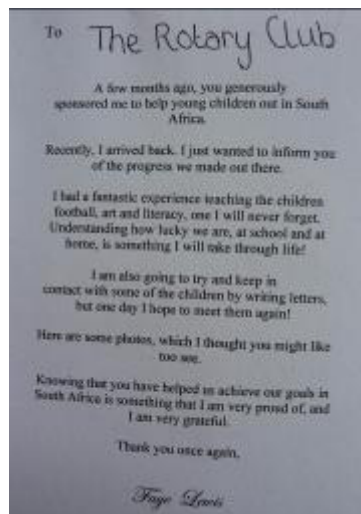 To The Rotary Club
A few months ago, you generously
sponsored me to help young children out in South
Africa.
Recently, I arrived back. I just wanted to inform you
of the progress we made out there.
I had a fantastic experience teaching the children
football, art and literacy, one I will never forget.
Understanding how lucky we are, at school and at
home, is something I will take through life!
I am also going to try and keep in
contact with some of the children by writing letters,
but one day I hope to meet them again!
Here are some photos, which I thought you might like
too see.
Knowing that you have helped us achieve our goals in
South Africa is something that I am very proud of, and
I am very grateful.
Thank you once again,
Faye Lewis